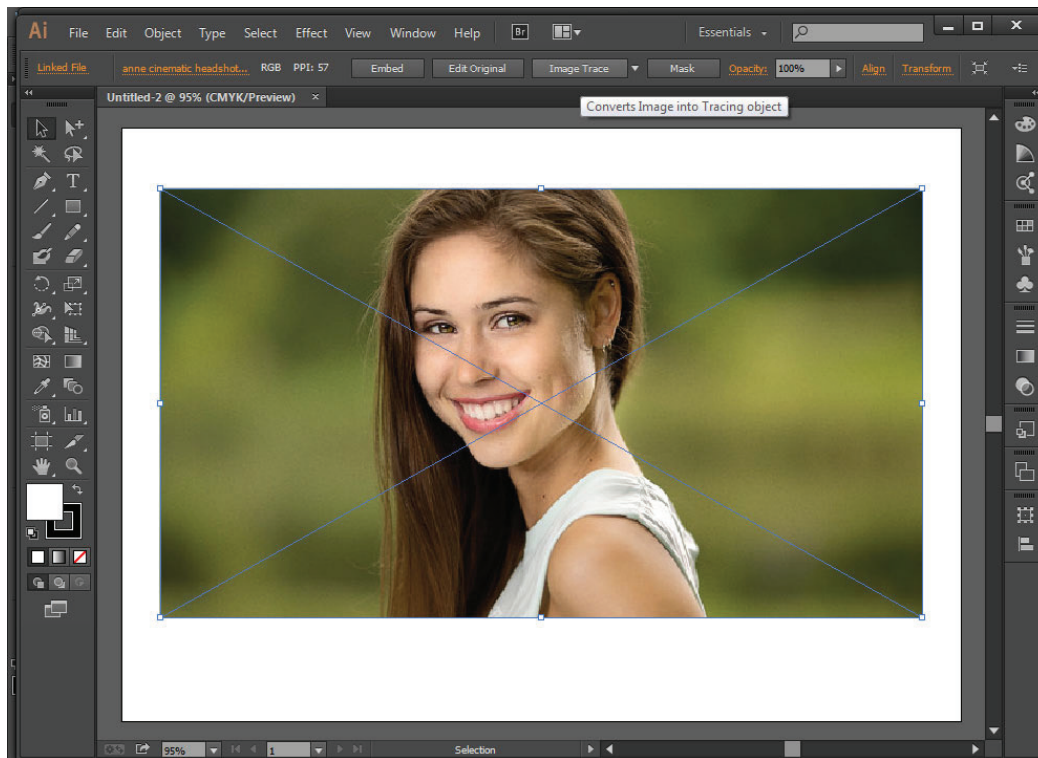 Ai File Edit Object Type Select Effect View Window Help Br Essentials
Linked File anne cinematic headshot... RGB PPI: 57 Embed Edit Original Image Trace Mask Opacity: 100% Align Transform
Untitled-2 @ 95% (CMYK/Preview) ×
Converts Image into Tracing object
T
95% 1 Selection